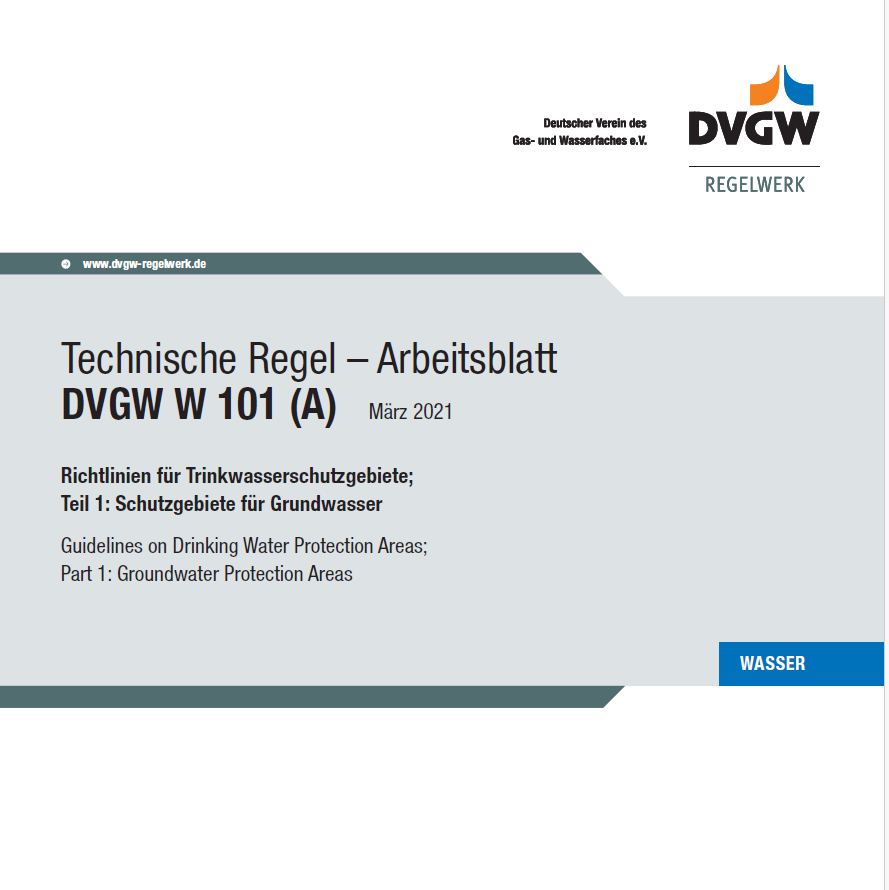 Deutscher Verein des
Gas- und Wasserfaches e.V.
DVGW
REGELWERK
www.dvgw-regelwerk.de
Technische Regel – Arbeitsblatt
DVGW W 101 (A) März 2021
Richtlinien für Trinkwasserschutzgebiete;
Teil 1: Schutzgebiete für Grundwasser
Guidelines on Drinking Water Protection Areas;
Part 1: Groundwater Protection Areas
WASSER